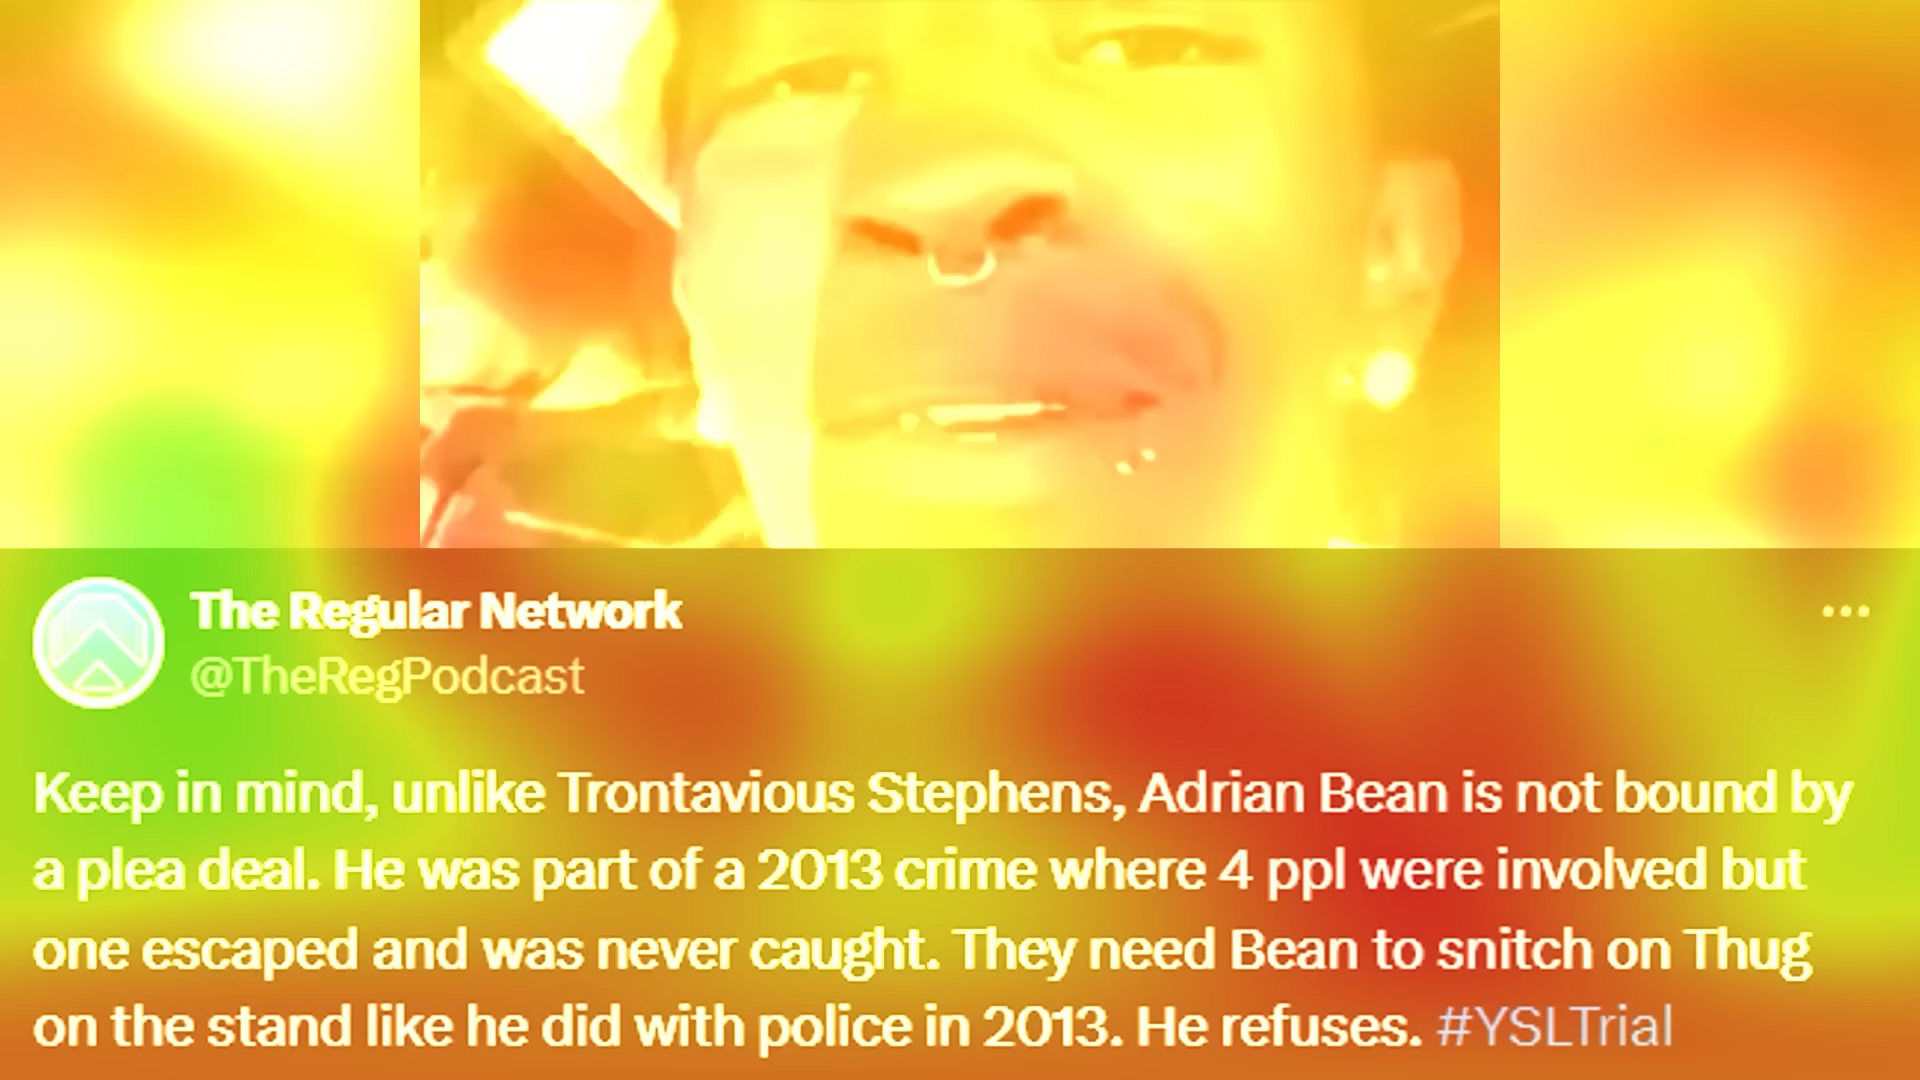 The Regular Network
@TheRegPodcast
Keep in mind, unlike Trontavious Stephens, Adrian Bean is not bound by
a plea deal. He was part of a 2013 crime where 4 ppl were involved but
one escaped and was never caught. They need Bean to snitch on Thug
on the stand like he did with police in 2013. He refuses. #YSLTrial